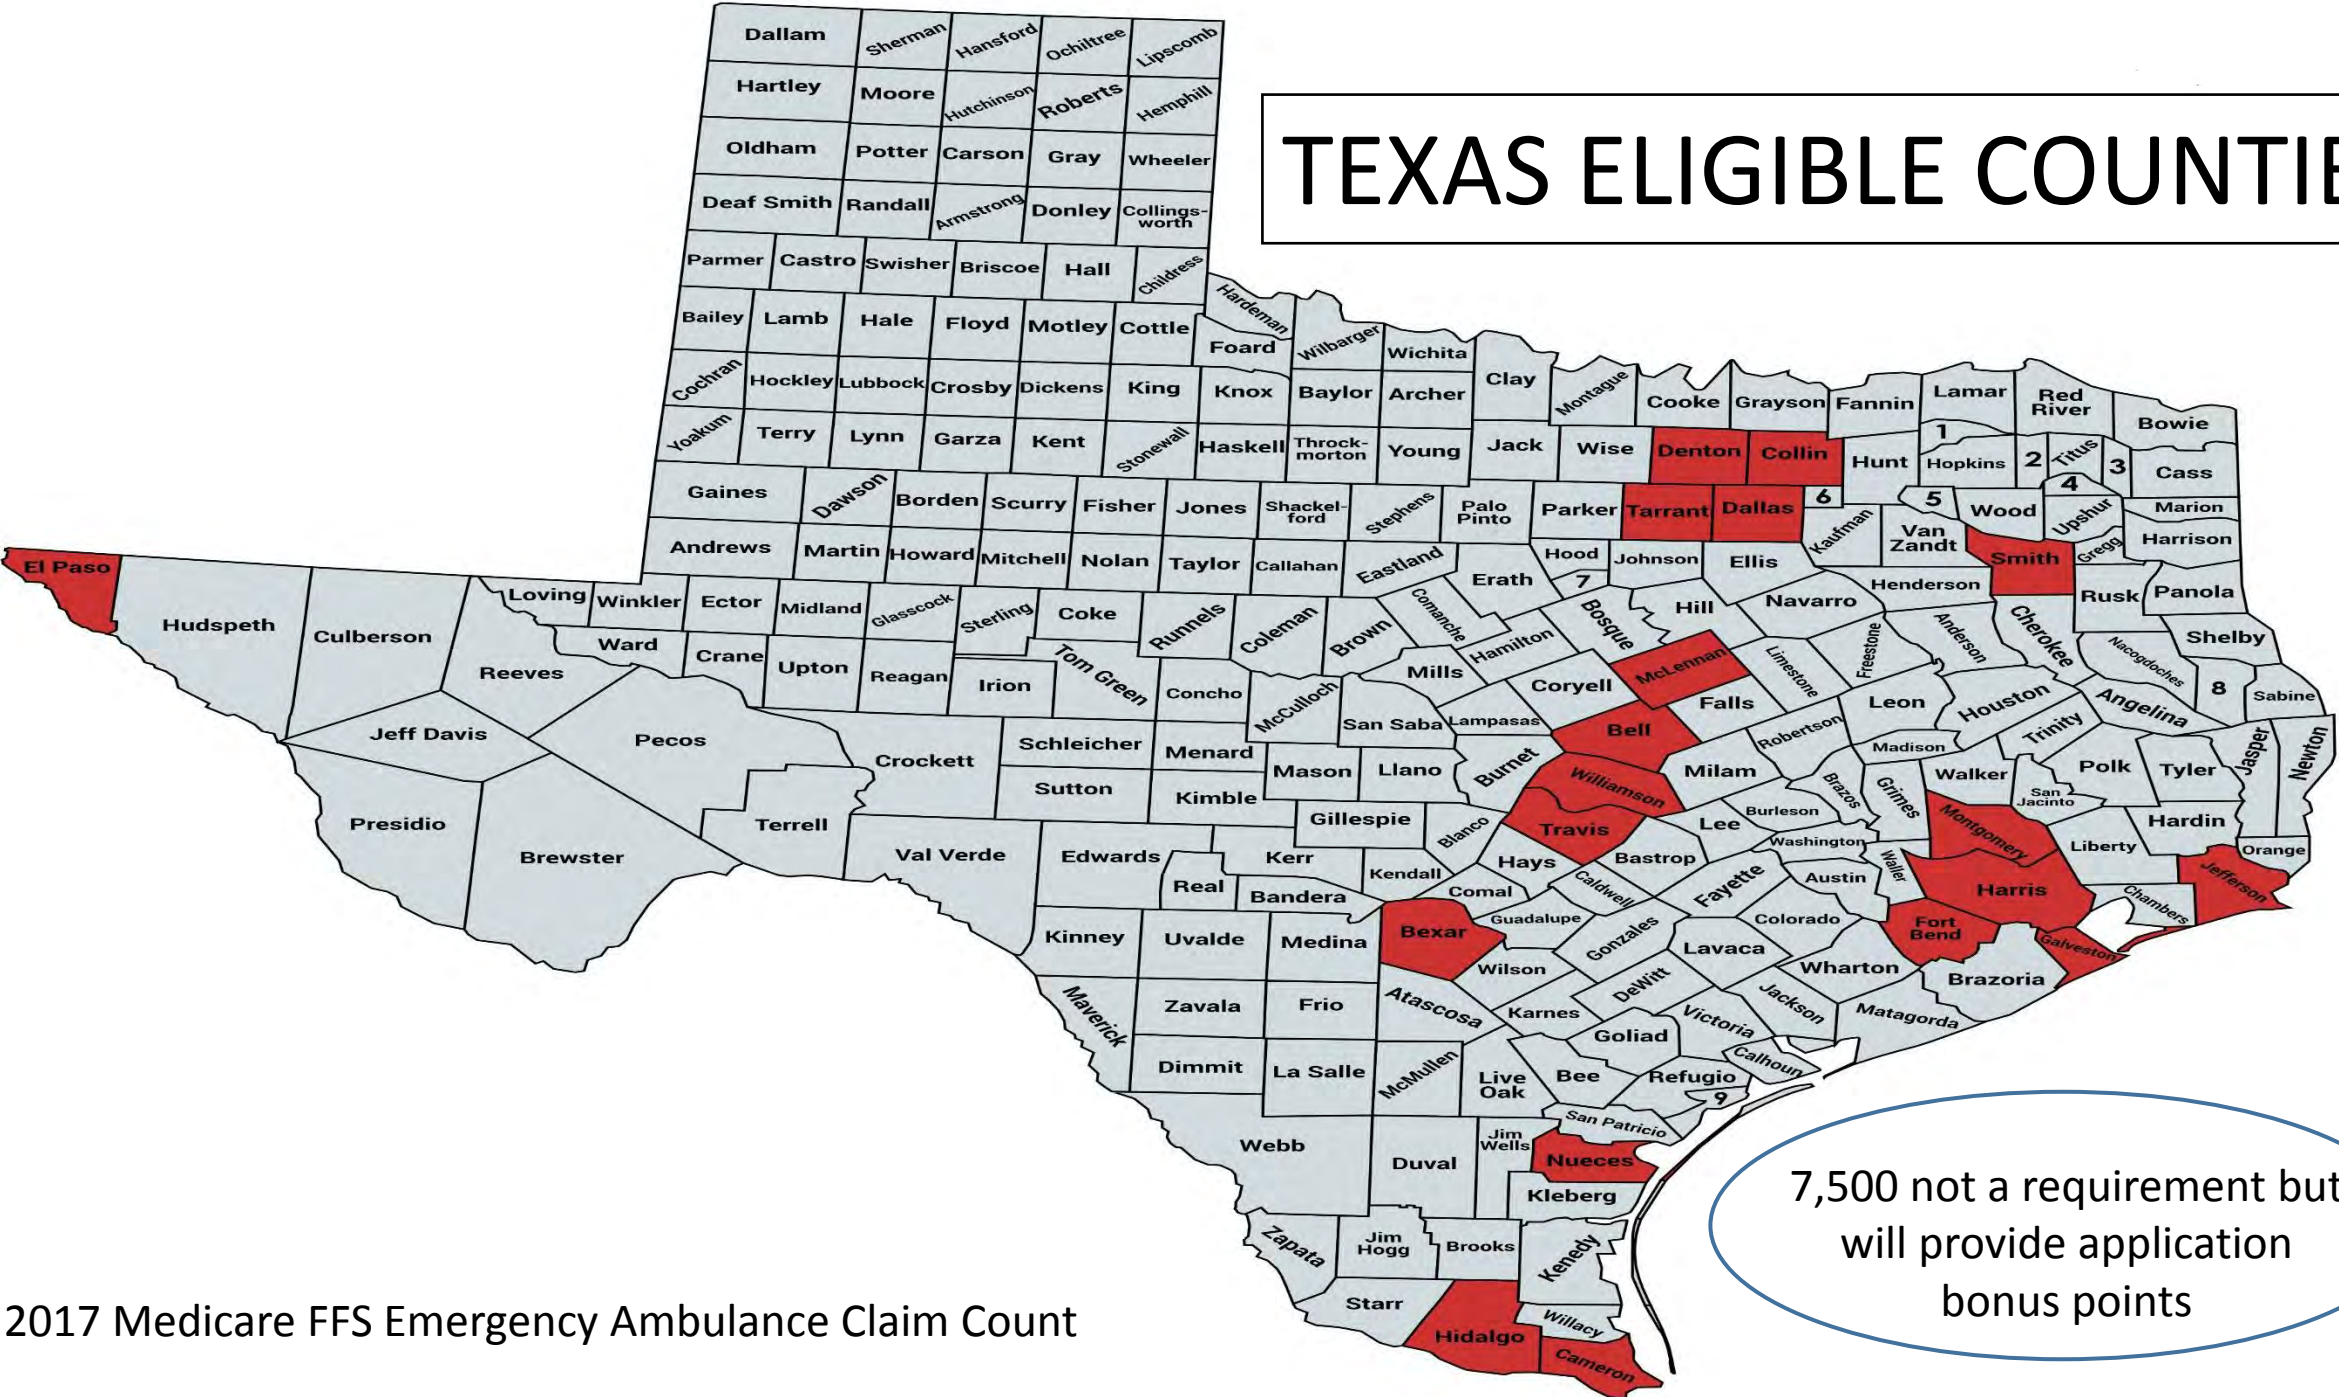 TEXAS ELIGIBLE COUNTIE
Dallam Sherman Hansford Ochiltree Lipscomb
Hartley Moore Hutchinson Roberts Hemphill
Oldham Potter Carson Gray Wheeler
Deaf Smith Randall Armstrong Donley Collings-
worth
Parmer Castro Swisher Briscoe Hall Childress
Hardeman
Bailey Lamb Hale Floyd Motley Cottle
Foard Wilbarger Wichita
Cochran Hockley Lubbock Crosby Dickens King Knox Baylor Archer Clay Montague Cooke Grayson Fannin Lamar Red
River Bowie
Yoakum Terry Lynn Garza Kent Stonewall Haskell Throck-
morton Young Jack Wise Denton Collin Hunt 1 Hopkins 2 Titus 3 Cass
Gaines Dawson Borden Scurry Fisher Jones Shackel-
ford Stephens Palo
Pinto Parker Tarrant Dallas 6 5 Wood 4 Upshur Marion
Kaufman Van
Zandt Smith Gregg Harrison
Andrews Martin Howard Mitchell Nolan Taylor Callahan Eastland Erath Hood 7 Johnson Ellis Henderson Rusk Panola
El Paso Hudspeth Culberson Reeves Loving Winkler Ector Midland Glasscock Sterling Coke Runnels Coleman Brown Comanche Hamilton Bosque Hill Navarro Freestone Anderson Cherokee Nacogdoches Shelby
Ward Crane Upton Reagan Irion Tom Green Concho McCulloch San Saba Mills Lampasas Coryell McLennan Limestone Falls Leon Houston Angelina 8 Sabine
Jeff Davis Pecos Crockett Schleicher Menard Mason Llano Burnet Bell Robertson Madison Trinity Polk Tyler Jasper Newton
Sutton Kimble Williamson Milam Brazos Grimes Walker San
Jacinto
Presidio Brewster Terrell Val Verde Edwards Gillespie Blanco Travis Lee Burleson Washington Montgomery Liberty Hardin Orange
Real Kerr Kendall Hays Bastrop Waller
Bandera Comal Caldwell Fayette Austin Harris Chambers Jefferson
Kinney Uvalde Medina Bexar Guadalupe Gonzales Colorado Fort
Bend Galveston
Wilson Lavaca Wharton Brazoria
Maverick Zavala Frio Atascosa Karnes DeWitt Jackson Matagorda
Goliad Victoria
Dimmit La Salle McMullen Live
Oak Bee Refugio Calhoun
9
San Patricio
Webb Duval Jim
Wells Nueces
Kleberg
Zapata Jim
Hogg Brooks Kenedy
Starr Hidalgo Willacy
Cameron
7,500 not a requirement but
will provide application
bonus points
2017 Medicare FFS Emergency Ambulance Claim Count